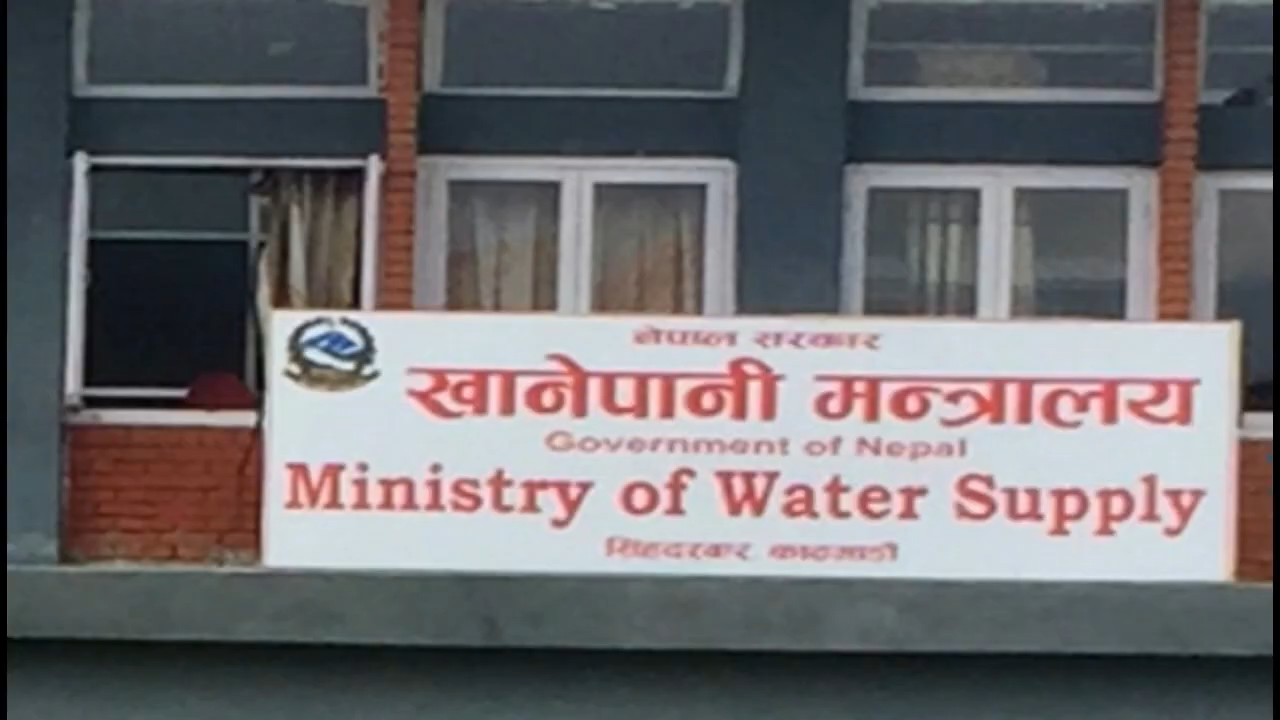 नेपाल सरकार
खानेपानी मन्त्रालय
Government of Nepal
Ministry of Water Supply
सिंहदरबार, काठमाडौं